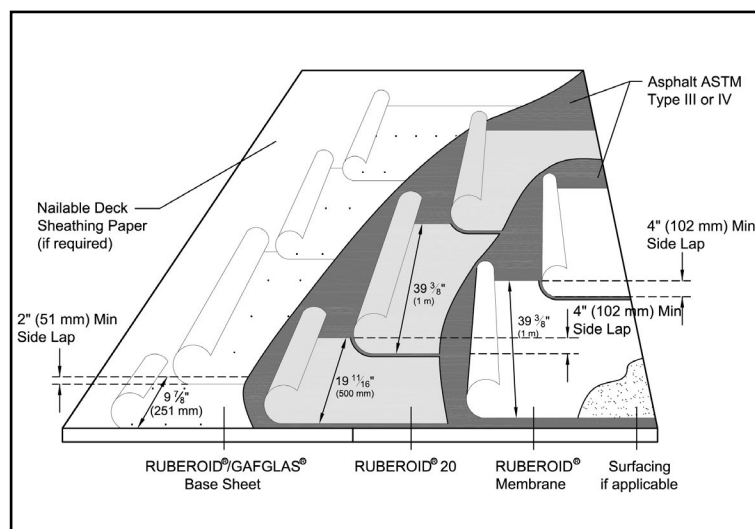 Asphalt ASTM
Type III or IV
Nailable Deck
Sheathing Paper
(if required)
4" (102 mm) Min
Side Lap
39 3/8"
(1 m)
2" (51 mm) Min
Side Lap
39 3/8"
(1 m)
4" (102 mm) Min
Side Lap
9 7/8"
(251 mm)
19 11/16"
(500 mm)
RUBEROID®/GAFGLAS®
Base Sheet
RUBEROID® 20
RUBEROID®
Membrane
Surfacing
if applicable